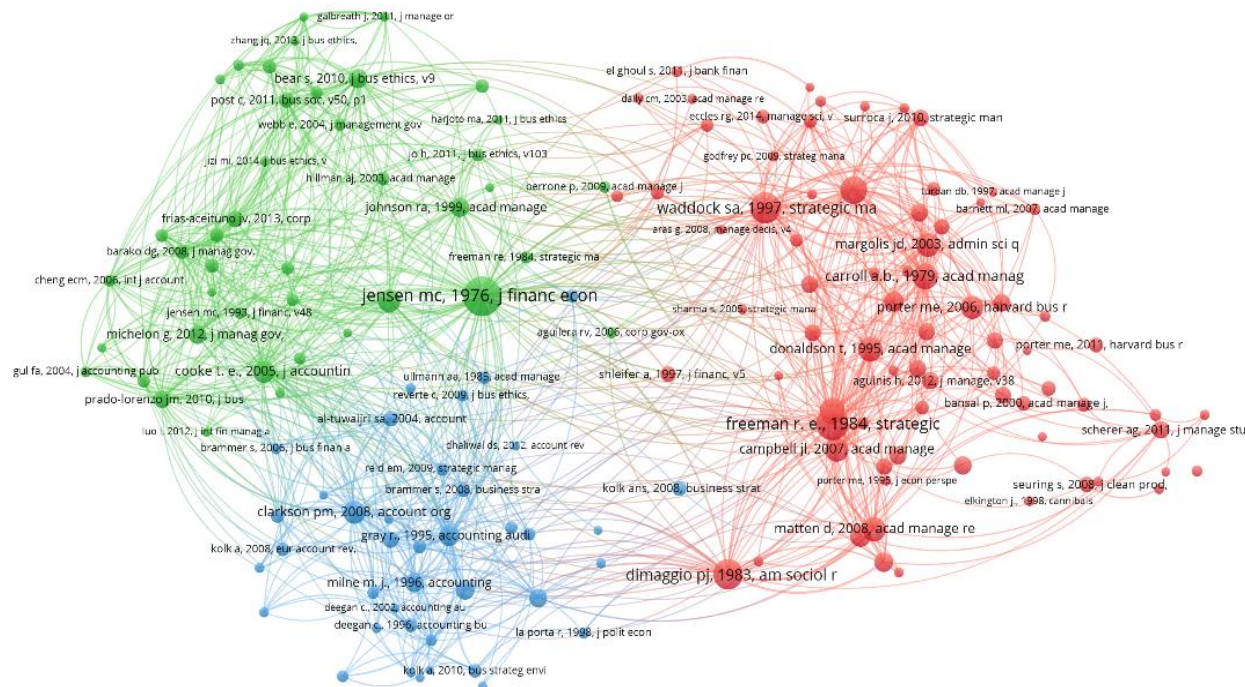 galbreath j, 2011, j manage or
zhang jq, 2013, j bus ethics,
bear s, 2010, j bus ethics, v9
post c, 2011, bus soc, v50, p1
webb e, 2004, j management gov
harjoto ma, 2011, j bus ethics
jizi mi, 2014, j bus ethics, v
jo h, 2011, j bus ethics, v103
hillman aj, 2003, acad manage
johnson ra, 1999, acad manage
frias-aceituno jv, 2013, corp
barako dg, 2008, j manag gov,
freeman re, 1984, strategic ma
cheng ecm, 2006, int j account
jensen mc, 1976, j financ econ
jensen mc, 1993, j financ, v48
michelon g, 2012, j manag gov,
aguilera rv, 2006, corp gov-ox
gul fa, 2004, j accounting pub
cooke t. e., 2005, j accountin
prado-lorenzo jm, 2010, j bus
luo l, 2012, j int fin manag a
el ghoul s, 2011, j bank finan
daily cm, 2003, acad manage re
eccles rg, 2014, manage sci, v
surroca j, 2010, strategic man
godfrey pc, 2009, strateg mana
berrone p, 2009, acad manage j
turban db, 1997, acad manage j
waddock sa, 1997, strategic ma
barnett ml, 2007, acad manage
aras g, 2008, manage decis, v4
margolis jd, 2003, admin sci q
carroll a.b., 1979, acad manag
sharma s, 2005, strategic mana
porter me, 2006, harvard bus r
donaldson t, 1995, acad manage
porter me, 2011, harvard bus r
shleifer a, 1997, j financ, v5
aguinis h, 2012, j manage, v38
bansal p, 2000, acad manage j,
freeman r. e., 1984, strategic
scherer ag, 2011, j manage stu
campbell jl, 2007, acad manage
porter me, 1995, j econ perspe
seuring s, 2008, j clean prod,
elkington j., 1998, cannibals
matten d, 2008, acad manage re
dimaggio pj, 1983, am sociol r
ullmann aa, 1985, acad manage
reverte c, 2009, j bus ethics,
al-tuwaijri sa, 2004, account
brammer s, 2006, j bus finan a
dhaliwal ds, 2012, account rev
reid em, 2009, strategic manag
brammer s, 2008, business stra
kolk ans, 2008, business strat
clarkson pm, 2008, account org
gray r., 1995, accounting audi
kolk a, 2008, eur account rev,
milne m. j., 1996, accounting
deegan c., 2002, accounting au
deegan c., 1996, accounting bu
la porta r, 1998, j polit econ
kolk a, 2010, bus strateg envi